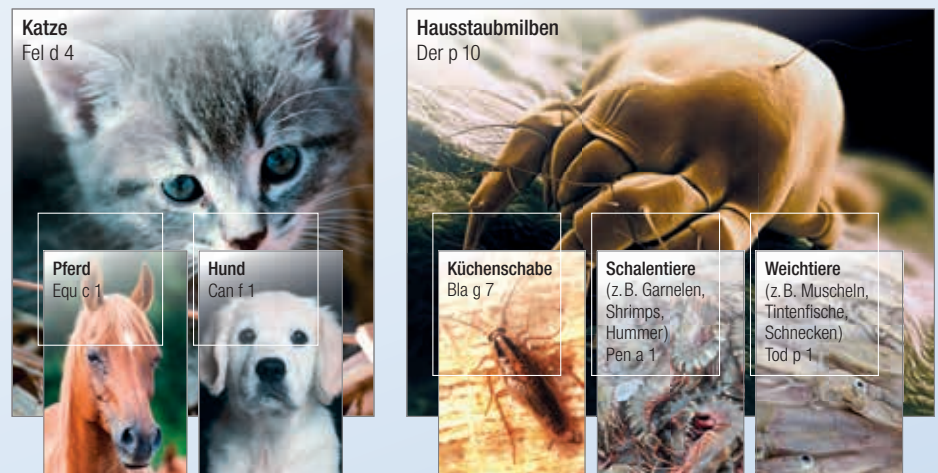 Katze
Fel d 4
Pferd
Equ c 1
Hund
Can f 1
Hausstaubmilben
Der p 10
Küchenschabe
Bla g 7
Schalentiere
(z.B. Garnelen,
Shrimps,
Hummer)
Pen a 1
Weichtiere
(z.B. Muscheln,
Tintenfische,
Schnecken)
Tod p 1